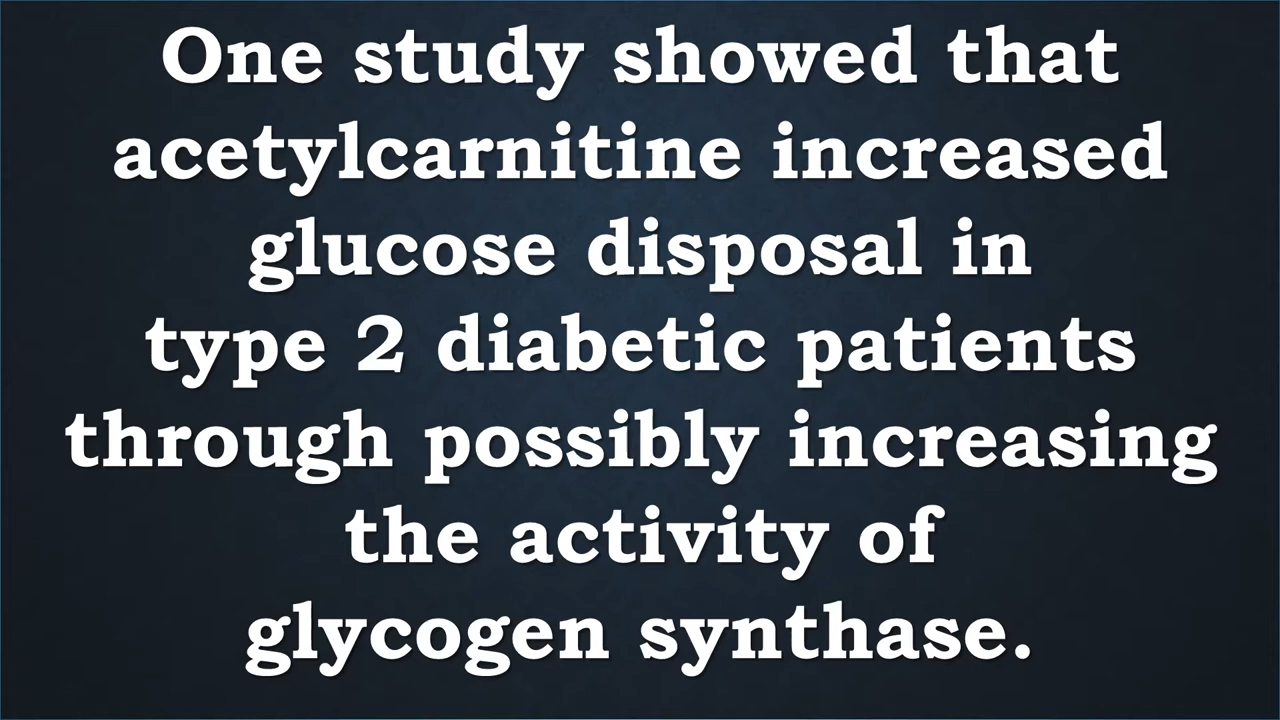 One study showed that
acetylcarnitine increased
glucose disposal in
type 2 diabetic patients
through possibly increasing
the activity of
glycogen synthase.